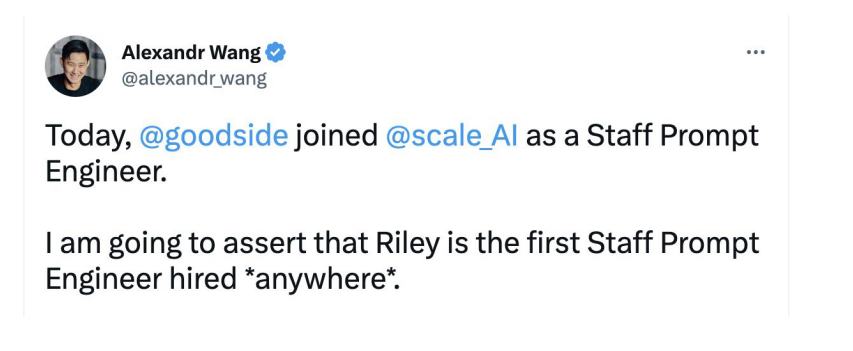 Alexandr Wang
@alexandr_wang
Today, @goodside joined @scale_AI as a Staff Prompt
Engineer.
I am going to assert that Riley is the first Staff Prompt
Engineer hired *anywhere*.